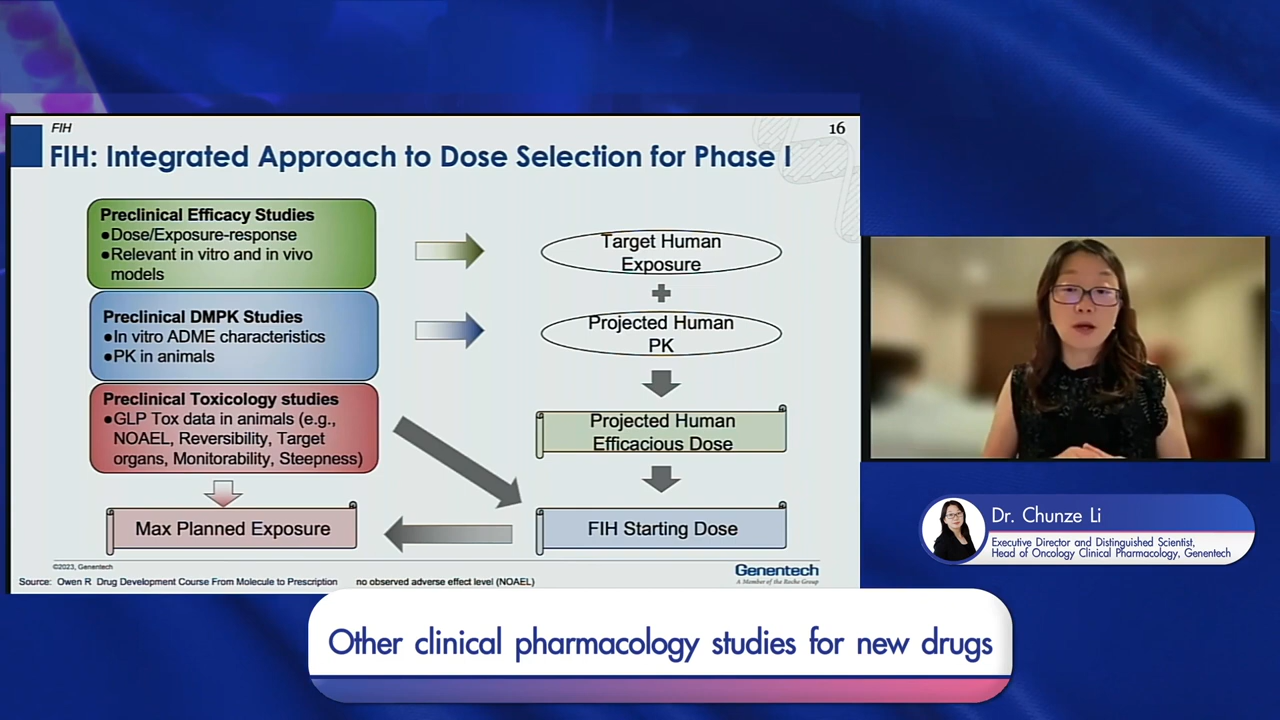 FIH
16
FIH: Integrated Approach to Dose Selection for Phase I
Preclinical Efficacy Studies
●Dose/Exposure-response
●Relevant in vitro and in vivo
models
Target Human
Exposure
Preclinical DMPK Studies
●In vitro ADME characteristics
●PK in animals
Projected Human
PK
Preclinical Toxicology studies
●GLP Tox data in animals (e.g.,
NOAEL, Reversibility, Target
organs, Monitorability, Steepness)
Projected Human
Efficacious Dose
Max Planned Exposure
FIH Starting Dose
©2023, Genentech
Source: Owen R Drug Development Course From Molecule to Prescription
no observed adverse effect level (NOAEL)
Genentech
A Member of the Roche Group
Dr. Chunze Li
Executive Director and Distinguished Scientist,
Head of Oncology Clinical Pharmacology, Genentech
Other clinical pharmacology studies for new drugs